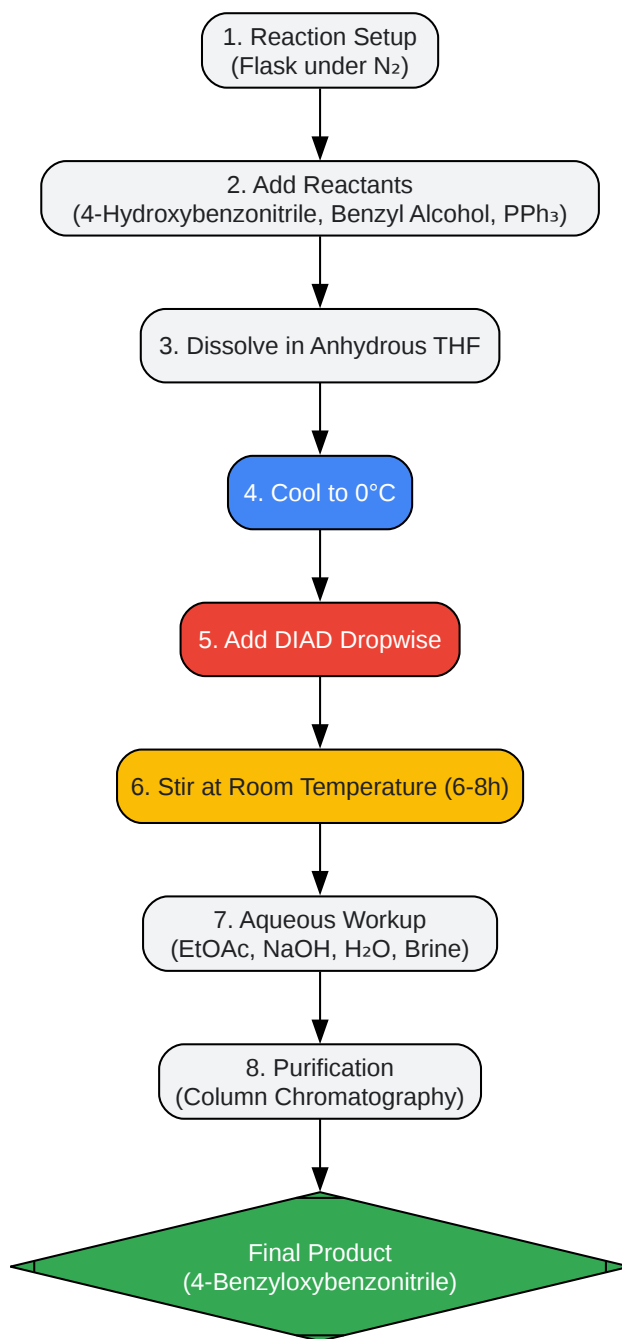 1. Reaction Setup
(Flask under N₂)
2. Add Reactants
(4-Hydroxybenzonitrile, Benzyl Alcohol, PPh₃)
3. Dissolve in Anhydrous THF
4. Cool to 0°C
5. Add DIAD Dropwise
6. Stir at Room Temperature (6-8h)
7. Aqueous Workup
(EtOAc, NaOH, H₂O, Brine)
8. Purification
(Column Chromatography)
Final Product
(4-Benzyloxybenzonitrile)